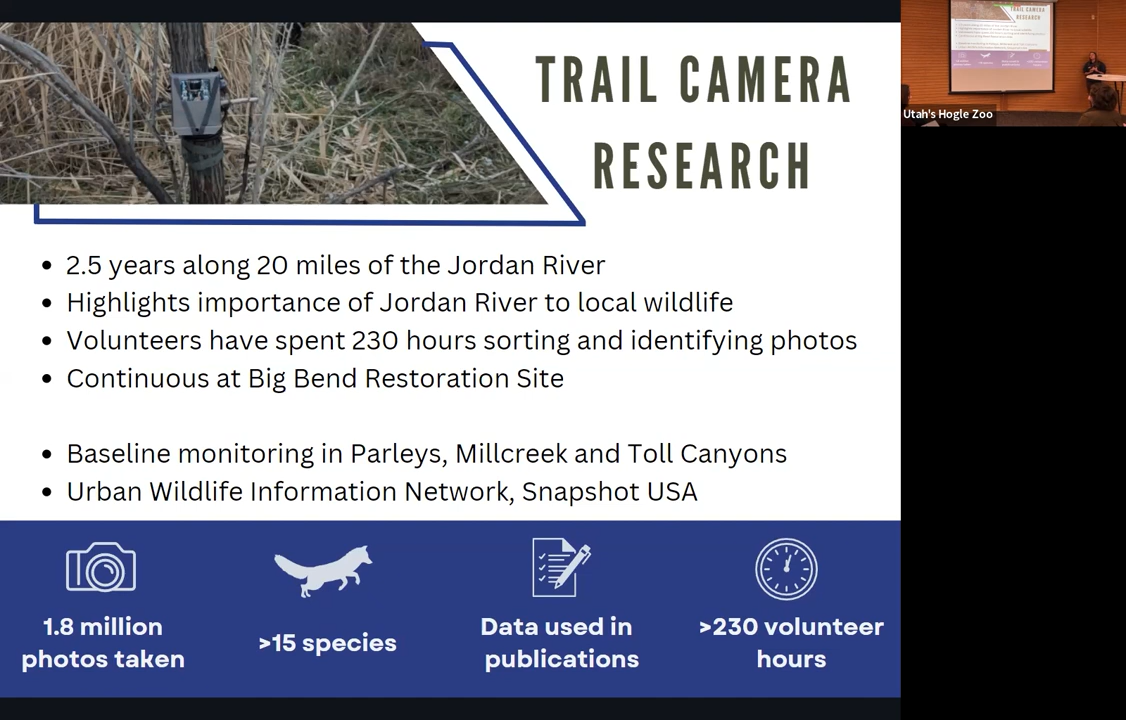 TRAIL CAMERA
RESEARCH
Utah's Hogle Zoo
• 2.5 years along 20 miles of the Jordan River
• Highlights importance of Jordan River to local wildlife
• Volunteers have spent 230 hours sorting and identifying photos
• Continuous at Big Bend Restoration Site
• Baseline monitoring in Parleys, Millcreek and Toll Canyons
• Urban Wildlife Information Network, Snapshot USA
1.8 million
photos taken
>15 species
Data used in
publications
>230 volunteer
hours